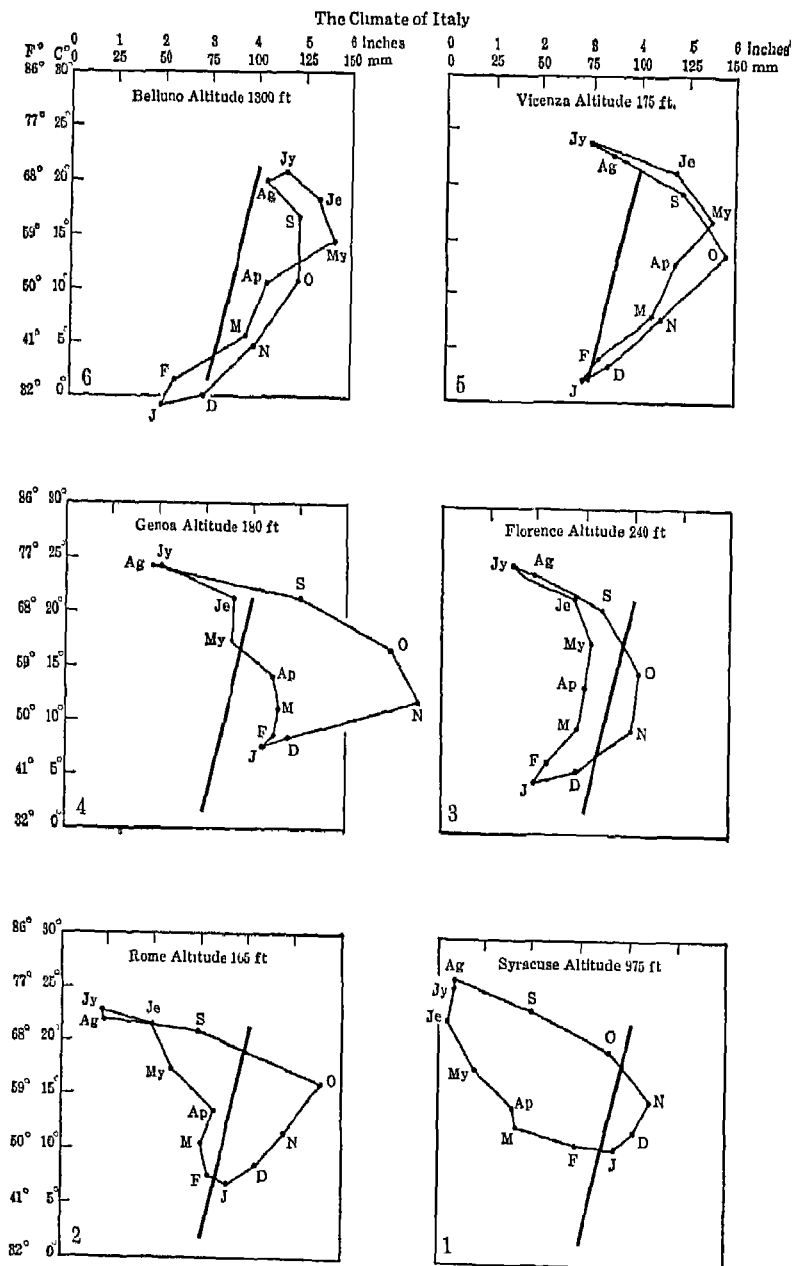 The Climate of Italy
0 1 2 3 4 5 6 Inches
0 25 50 75 100 125 150 mm
0 1 2 3 4 5 6 Inches
0 25 50 75 100 125 150 mm
F° C°
86° 30°
77° 25°
68° 20°
59° 15°
50° 10°
41° 5°
32° 0°
Belluno Altitude 1300 ft
Jy
Ag
Je
S
My
Ap
O
M
N
F
J
D
6
Vicenza Altitude 175 ft.
Jy
Ag
Je
S
My
O
Ap
M
N
F
J
D
5
86° 30°
77° 25°
68° 20°
59° 15°
50° 10°
41° 5°
32° 0°
Genoa Altitude 180 ft
Ag
Jy
S
Je
My
O
Ap
M
N
F
J
D
4
Florence Altitude 240 ft
Jy
Ag
Je
S
My
O
Ap
M
N
F
J
D
3
86° 30°
77° 25°
68° 20°
59° 15°
50° 10°
41° 5°
32° 0°
Rome Altitude 165 ft
Jy
Ag
Je
S
My
O
Ap
M
N
F
J
D
2
Syracuse Altitude 975 ft
Ag
Jy
Je
S
O
My
N
Ap
M
D
F
J
1